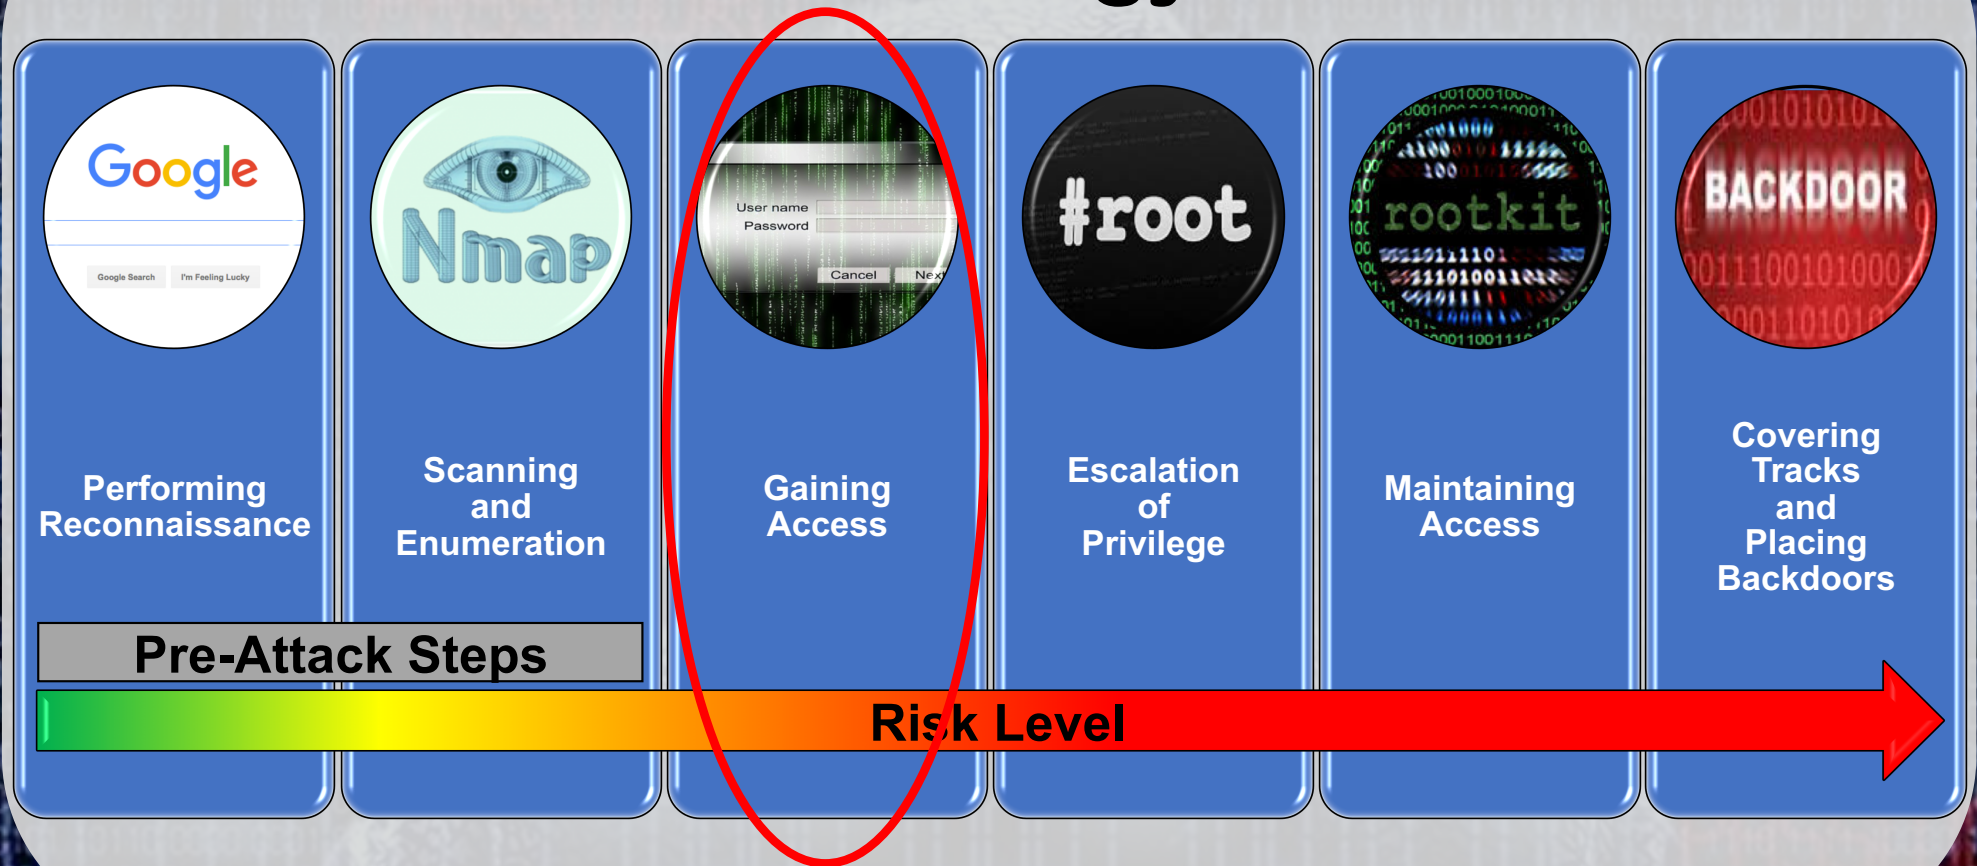 Google
Google Search
I'm Feeling Lucky
Nmap
User name
Password
Cancel
Next
#root
rootkit
BACKDOOR
Performing
Reconnaissance
Scanning
and
Enumeration
Gaining
Access
Escalation
of
Privilege
Maintaining
Access
Covering
Tracks
and
Placing
Backdoors
Pre-Attack Steps
Risk Level